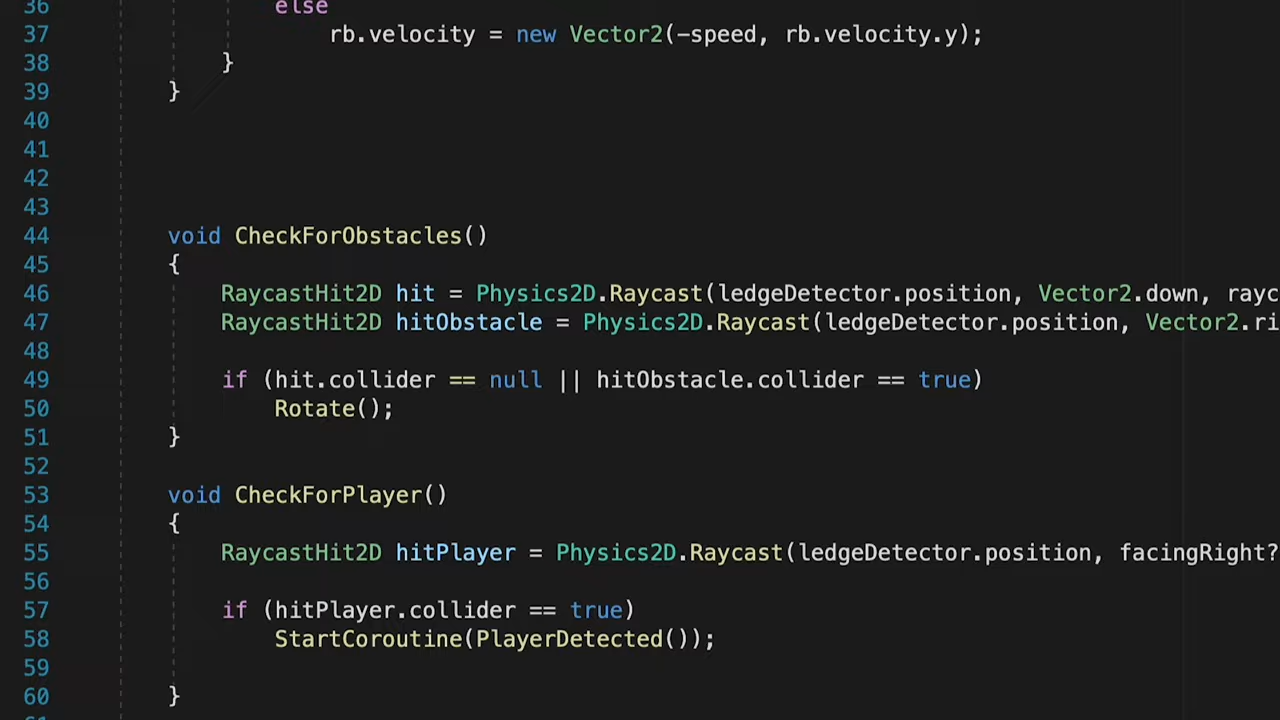 36 else
37 rb.velocity = new Vector2(-speed, rb.velocity.y);
38 }
39 }
40
41
42
43
44 void CheckForObstacles()
45 {
46 RaycastHit2D hit = Physics2D.Raycast(ledgeDetector.position, Vector2.down, rayc
47 RaycastHit2D hitObstacle = Physics2D.Raycast(ledgeDetector.position, Vector2.ri
48
49 if (hit.collider == null || hitObstacle.collider == true)
50 Rotate();
51 }
52
53 void CheckForPlayer()
54 {
55 RaycastHit2D hitPlayer = Physics2D.Raycast(ledgeDetector.position, facingRight?
56
57 if (hitPlayer.collider == true)
58 StartCoroutine(PlayerDetected());
59
60 }